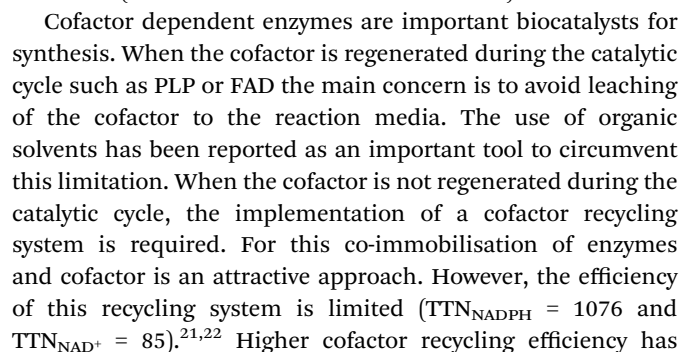 Cofactor dependent enzymes are important biocatalysts for
synthesis. When the cofactor is regenerated during the catalytic
cycle such as PLP or FAD the main concern is to avoid leaching
of the cofactor to the reaction media. The use of organic
solvents has been reported as an important tool to circumvent
this limitation. When the cofactor is not regenerated during the
catalytic cycle, the implementation of a cofactor recycling
system is required. For this co-immobilisation of enzymes
and cofactor is an attractive approach. However, the efficiency
of this recycling system is limited (TTN_NADPH = 1076 and
TTN_NAD⁺ = 85).²¹,²² Higher cofactor recycling efficiency has